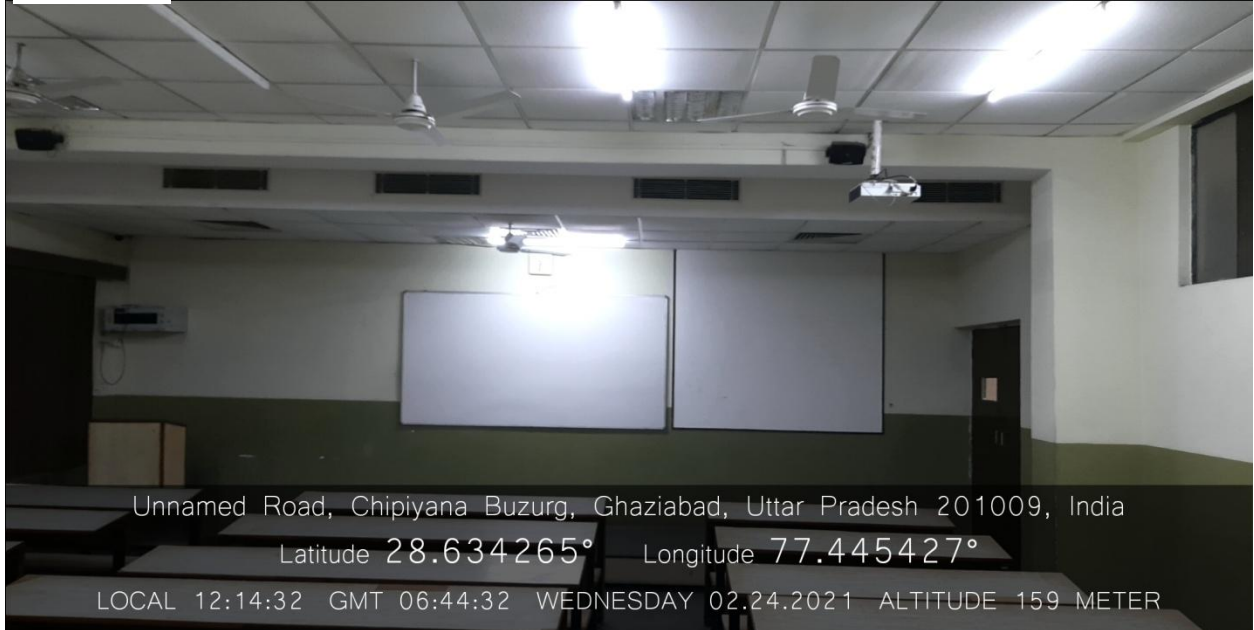 Unnamed Road, Chipiyana Buzurg, Ghaziabad, Uttar Pradesh 201009, India
Latitude 28.634265° Longitude 77.445427°
LOCAL 12:14:32 GMT 06:44:32 WEDNESDAY 02.24.2021 ALTITUDE 159 METER